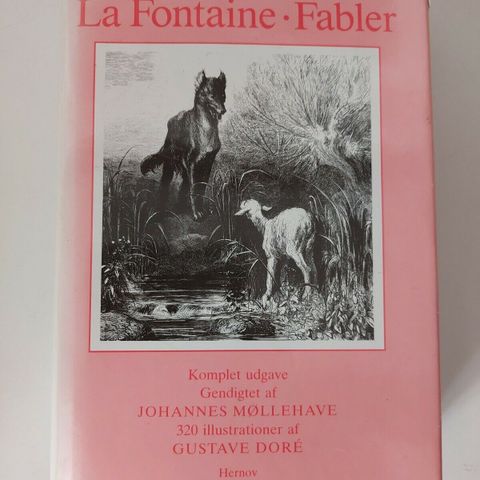 La Fontaine · Fabler
Komplet udgave
Gendigtet af
JOHANNES MØLLEHAVE
320 illustrationer af
GUSTAVE DORÉ
Hernov